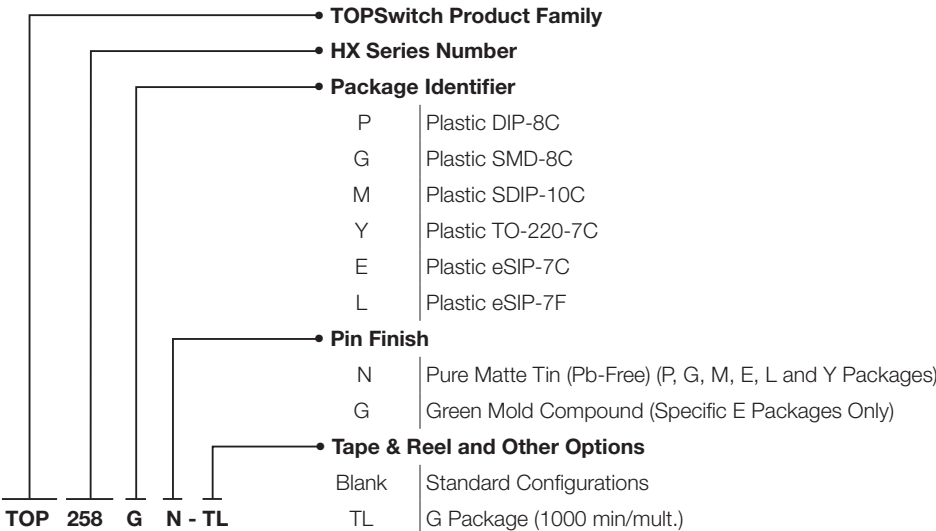 TOPSwitch Product Family
HX Series Number
Package Identifier
P Plastic DIP-8C
G Plastic SMD-8C
M Plastic SDIP-10C
Y Plastic TO-220-7C
E Plastic eSIP-7C
L Plastic eSIP-7F
Pin Finish
N Pure Matte Tin (Pb-Free) (P, G, M, E, L and Y Packages)
G Green Mold Compound (Specific E Packages Only)
Tape & Reel and Other Options
Blank Standard Configurations
TL G Package (1000 min/mult.)
TOP 258 G N - TL